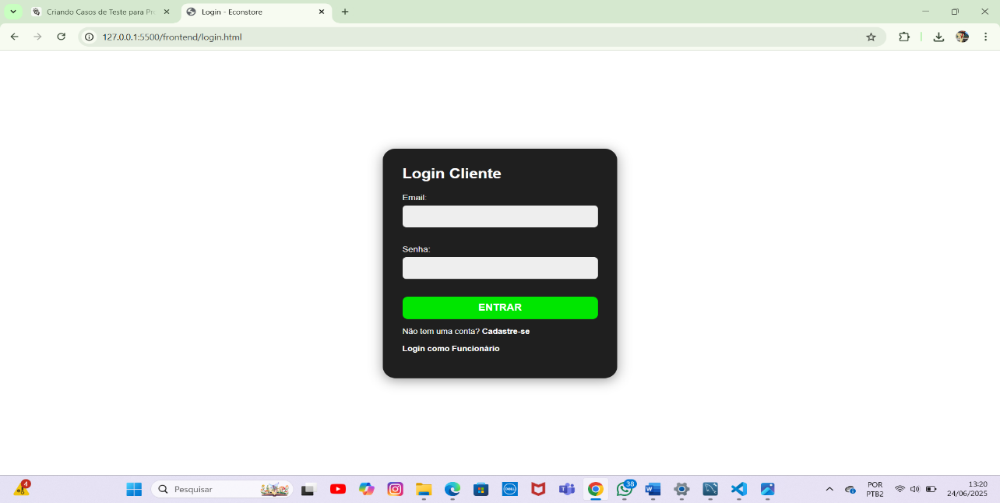 Criando Casos de Teste para Pr
Login - Econstore
127.0.0.1:5500/frontend/login.html
Login Cliente
Email:
Senha:
ENTRAR
Não tem uma conta? Cadastre-se
Login como Funcionário
4
Pesquisar
DELL
38
POR
PTB2
13:20
24/06/2025